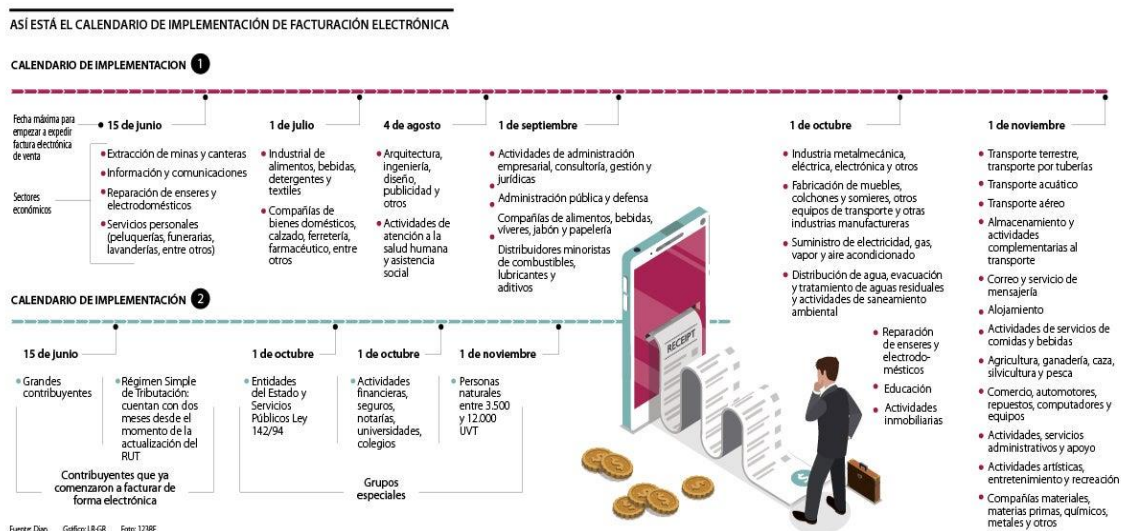 ASÍ ESTÁ EL CALENDARIO DE IMPLEMENTACIÓN DE FACTURACIÓN ELECTRÓNICA
CALENDARIO DE IMPLEMENTACION 1
Fecha máxima para
empezar a expedir
factura electrónica
de venta
Sectores
económicos
15 de junio
Extracción de minas y canteras
Información y comunicaciones
Reparación de enseres y
electrodomésticos
Servicios personales
(peluquerías, funerarias,
lavanderías, entre otros)
1 de julio
Industrial de
alimentos, bebidas,
detergentes y
textiles
Compañías de
bienes domésticos,
calzado, ferretería,
farmacéutico, entre
otros
4 de agosto
Arquitectura,
ingeniería,
diseño,
publicidad y
otros
Actividades de
atención a la
salud humana
y asistencia
social
1 de septiembre
Actividades de administración
empresarial, consultoría, gestión y
jurídicas
Administración pública y defensa
Compañías de alimentos, bebidas,
víveres, jabón y papelería
Distribuidores minoristas
de combustibles,
lubricantes y
aditivos
1 de octubre
Industria metalmecánica,
eléctrica, electrónica y otros
Fabricación de muebles,
colchones y somieres, otros
equipos de transporte y otras
industrias manufactureras
Suministro de electricidad, gas,
vapor y aire acondicionado
Distribución de agua, evacuación
y tratamiento de aguas residuales
y actividades de saneamiento
ambiental
Reparación
de enseres y
electrodo-
mésticos
Educación
Actividades
inmobiliarias
1 de noviembre
Transporte terrestre,
transporte por tuberías
Transporte acuático
Transporte aéreo
Almacenamiento y
actividades
complementarias al
transporte
Correo y servicio de
mensajería
Alojamiento
Actividades de servicios de
comidas y bebidas
Agricultura, ganadería, caza,
silvicultura y pesca
Comercio, automotores,
repuestos, computadores y
equipos
Actividades, servicios
administrativos y apoyo
Actividades artísticas,
entretenimiento y recreación
Compañías materiales,
materias primas, químicos,
metales y otros
CALENDARIO DE IMPLEMENTACIÓN 2
15 de junio
Grandes
contribuyentes
Régimen Simple
de Tributación:
cuentan con dos
meses desde el
momento de la
actualización del
RUT
Contribuyentes que ya
comenzaron a facturar de
forma electrónica
1 de octubre
Entidades
del Estado y
Servicios
Públicos Ley
142/94
1 de octubre
Actividades
financieras,
seguros,
notarías,
universidades,
colegios
1 de noviembre
Personas
naturales
entre 3.500
y 12.000
UVT
Grupos
especiales
RECEIPT
Fuente: Dian Gráfico: LR-GR Foto: 123RF